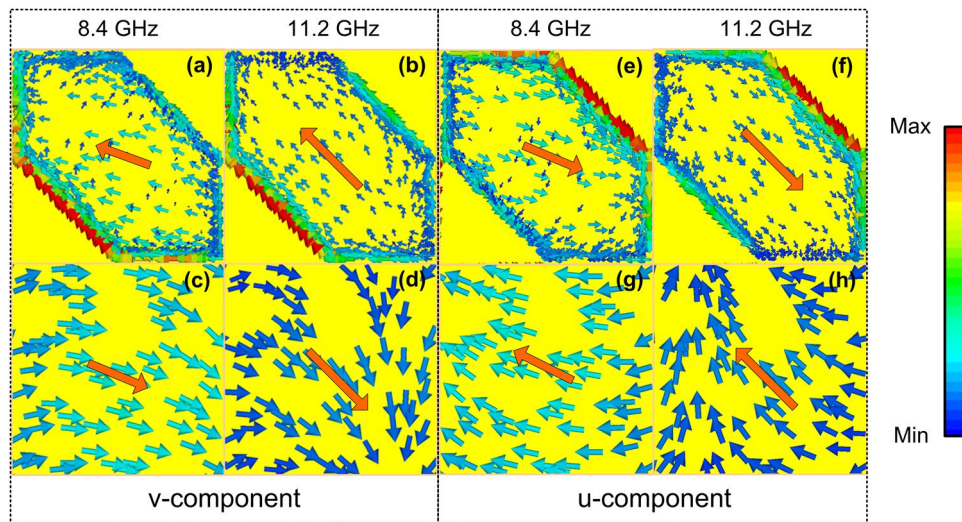 8.4 GHz 11.2 GHz 8.4 GHz 11.2 GHz
(a) (b) (e) (f)
Max
(c) (d) (g) (h)
Min
v-component u-component